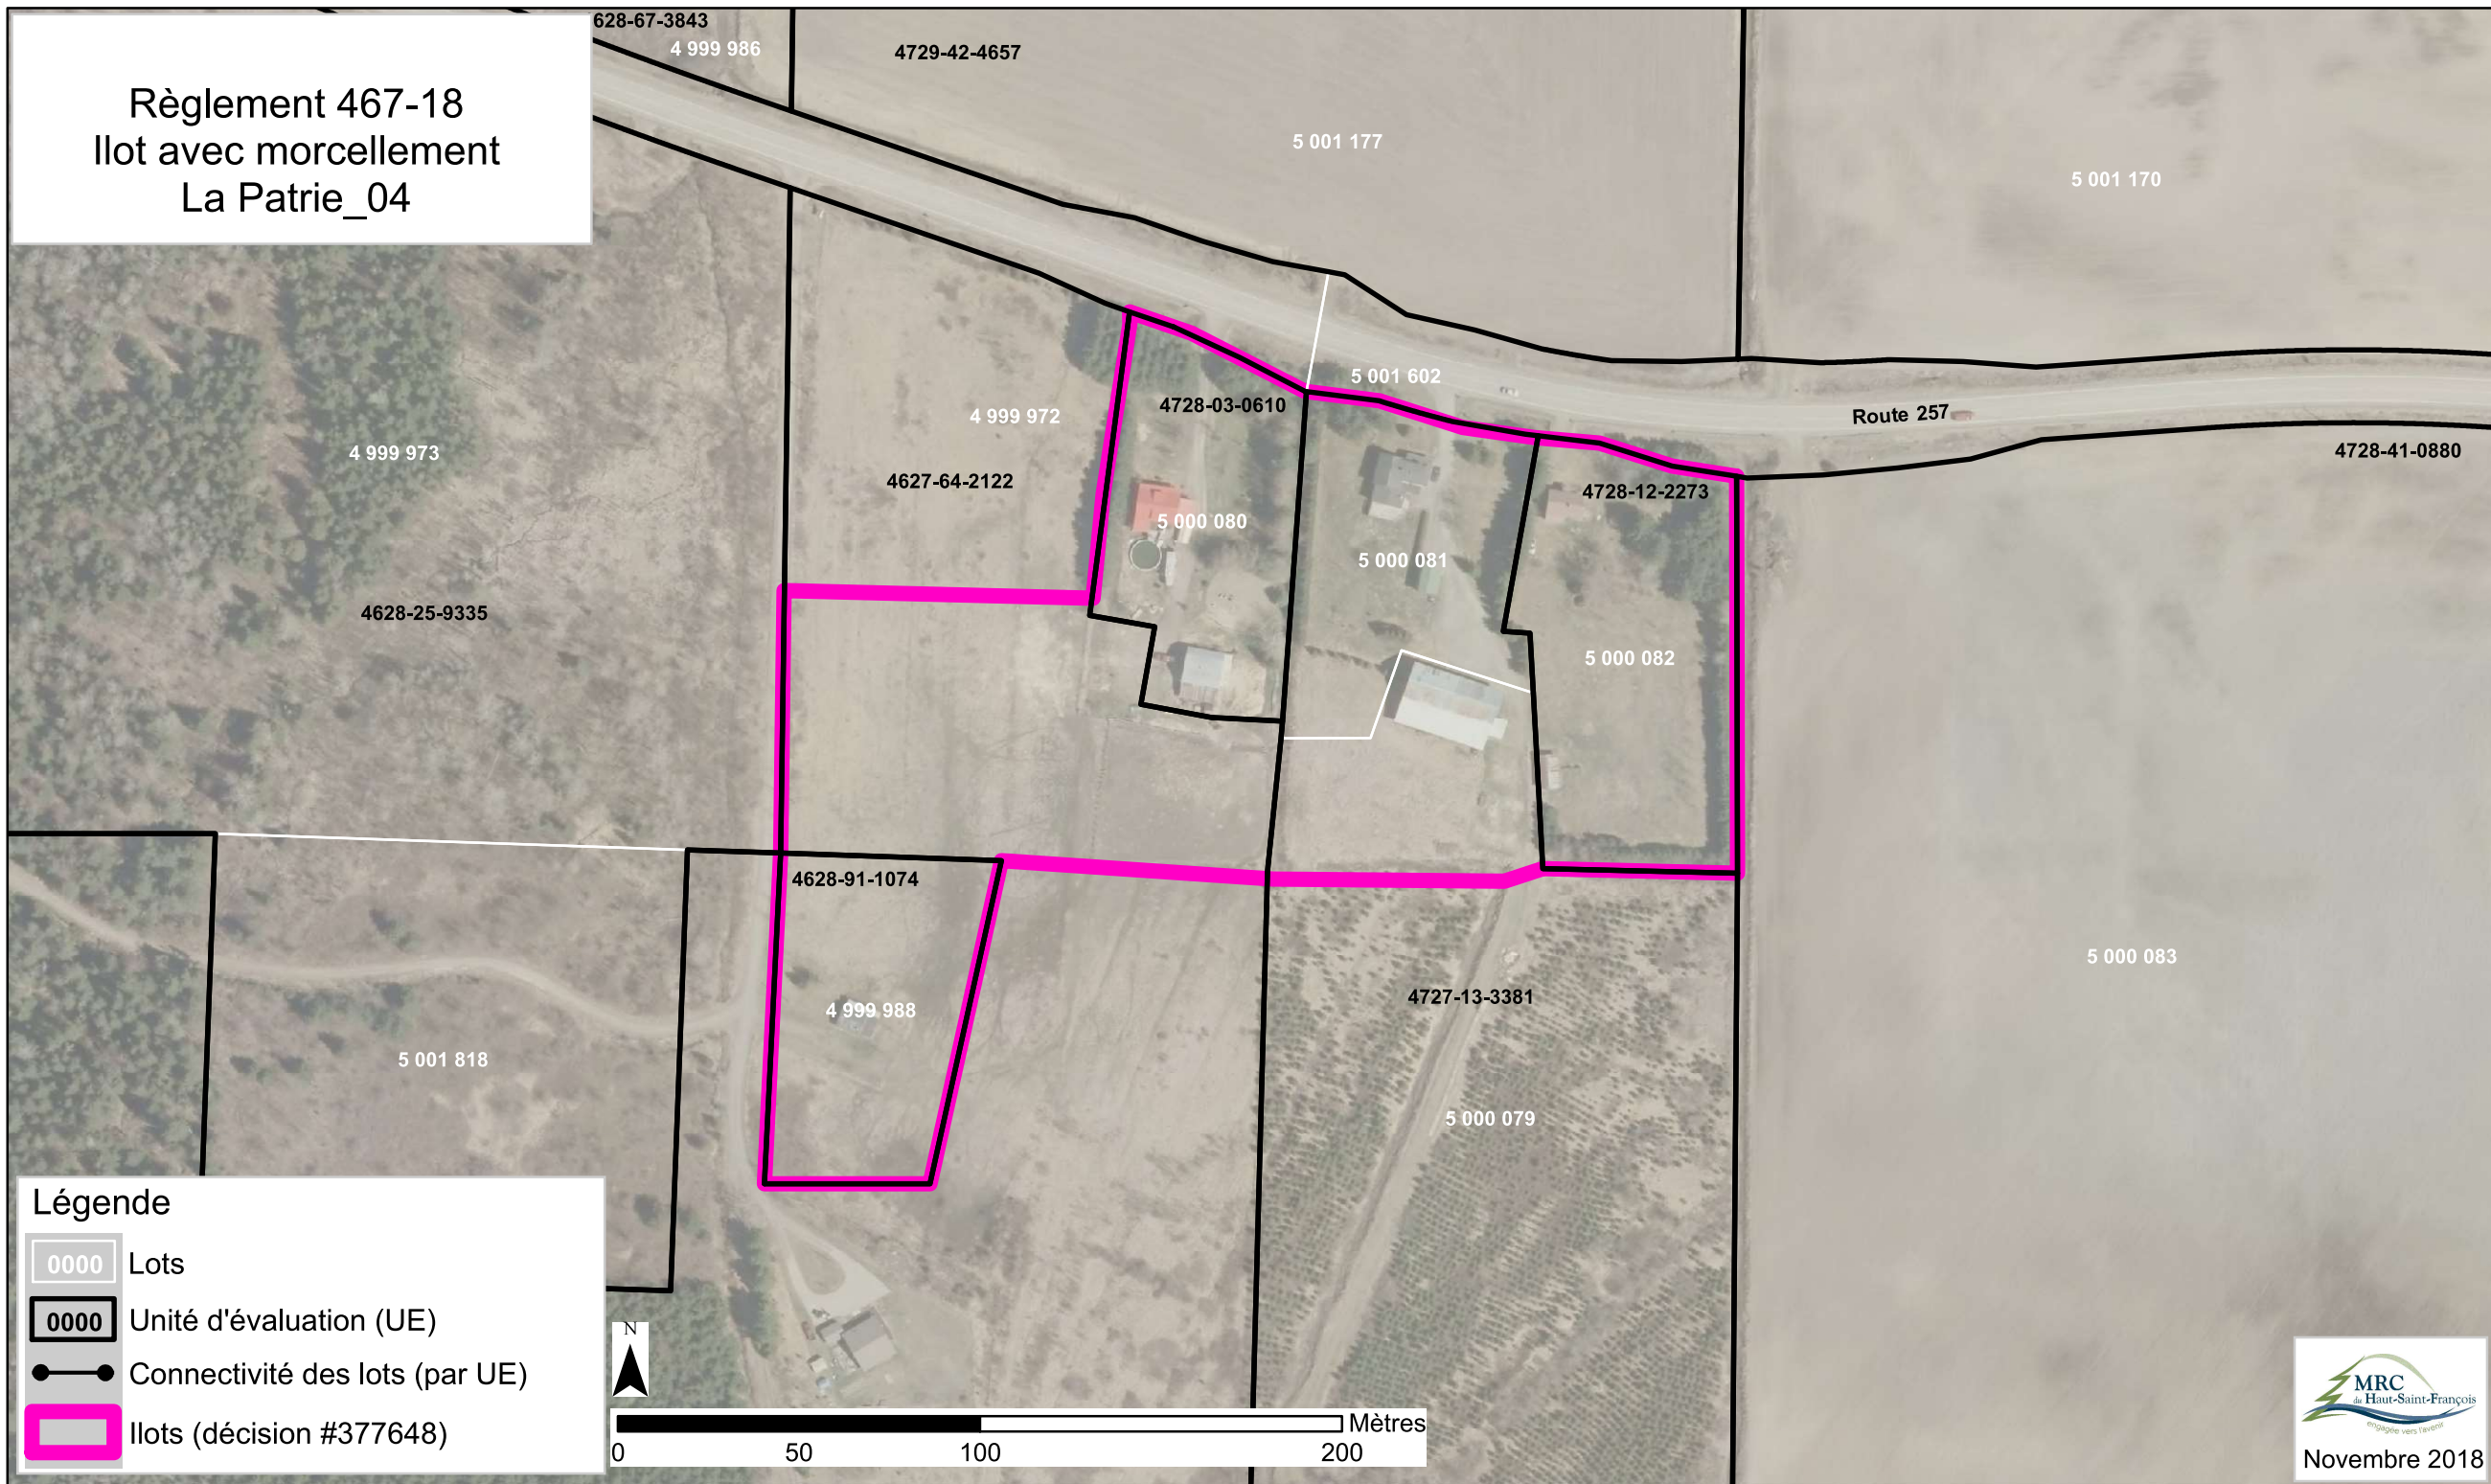 Règlement 467-18
Ilot avec morcellement
La Patrie_04
628-67-3843
4 999 986
4729-42-4657
5 001 177
5 001 170
5 001 602
4728-03-0610
4 999 972
Route 257
4 999 973
4728-41-0880
4627-64-2122
4728-12-2273
5 000 080
5 000 081
4628-25-9335
5 000 082
4628-91-1074
5 000 083
4727-13-3381
4 999 988
5 001 818
5 000 079
Légende
0000 Lots
0000 Unité d'évaluation (UE)
Connectivité des lots (par UE)
Ilots (décision #377648)
N
Mètres
0 50 100 200
MRC
du Haut-Saint-François
engagée vers l'avenir
Novembre 2018